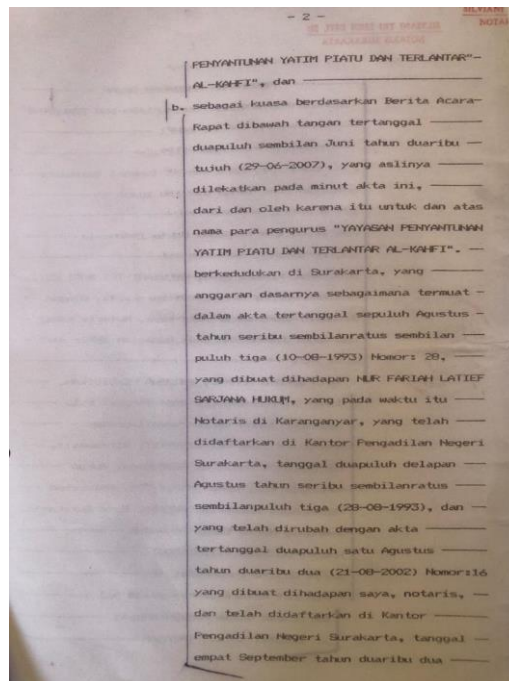 - 2 -
PENYANTUNAN YATIM PIATU DAN TERLANTAR"-
AL-KAHFI", dan
b. sebagai kuasa berdasarkan Berita Acara-
Rapat dibawah tangan tertanggal
duapuluh sembilan Juni tahun duaribu
tujuh (29-06-2007), yang aslinya
dilekatkan pada minut akta ini,
dari dan oleh karena itu untuk dan atas
nama para pengurus "YAYASAN PENYANTUNAN
YATIM PIATU DAN TERLANTAR AL-KAHFI".
berkedudukan di Surakarta, yang
anggaran dasarnya sebagaimana termuat -
dalam akta tertanggal sepuluh Agustus -
tahun seribu sembilanratus sembilan
puluh tiga (10-08-1993) Nomor: 28,
yang dibuat dihadapan NUR FARIAH LATIEF
SARJANA HUKUM, yang pada waktu itu
Notaris di Karanganyar, yang telah
didaftarkan di Kantor Pengadilan Negeri
Surakarta, tanggal duapuluh delapan
Agustus tahun seribu sembilanratus
sembilanpuluh tiga (28-08-1993), dan
yang telah dirubah dengan akta
tertanggal duapuluh satu Agustus
tahun duaribu dua (21-08-2002) Nomor:16
yang dibuat dihadapan saya, notaris,
dan telah didaftarkan di Kantor
Pengadilan Negeri Surakarta, tanggal
empat September tahun duaribu dua